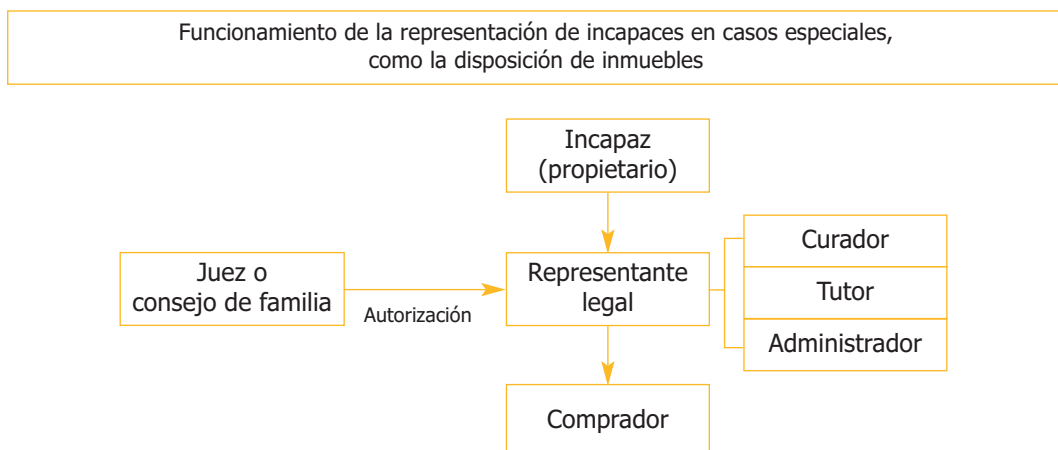 Funcionamiento de la representación de incapaces en casos especiales,
como la disposición de inmuebles
Incapaz
(propietario)
Juez o
consejo de familia
Autorización
Representante
legal
Curador
Tutor
Administrador
Comprador